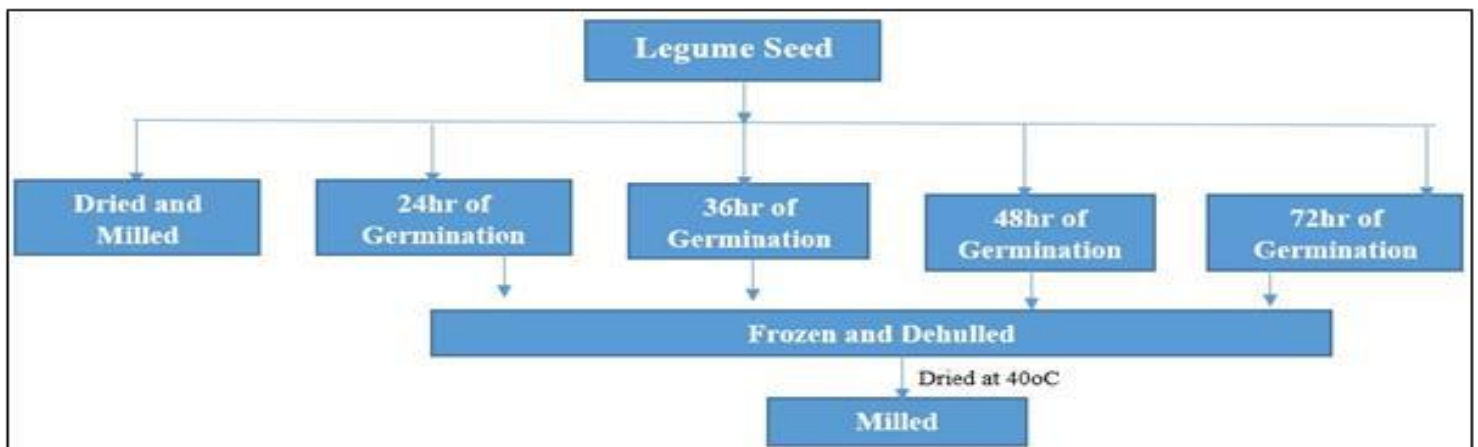 Legume Seed
Dried and
Milled
24hr of
Germination
36hr of
Germination
48hr of
Germination
72hr of
Germination
Frozen and Dehulled
Dried at 40oC
Milled